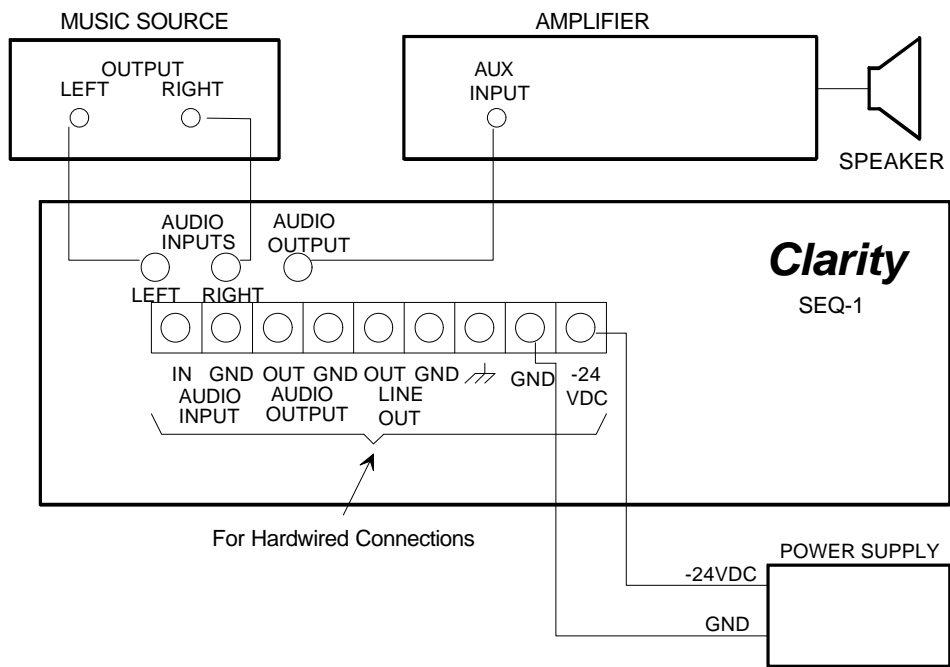 MUSIC SOURCE
OUTPUT
LEFT RIGHT
AMPLIFIER
AUX
INPUT
SPEAKER
AUDIO
INPUTS
AUDIO
OUTPUT
LEFT RIGHT
Clarity
SEQ-1
IN GND OUT GND OUT GND GND -24
VDC
AUDIO
INPUT
AUDIO
OUTPUT
LINE
OUT
For Hardwired Connections
POWER SUPPLY
-24VDC
GND